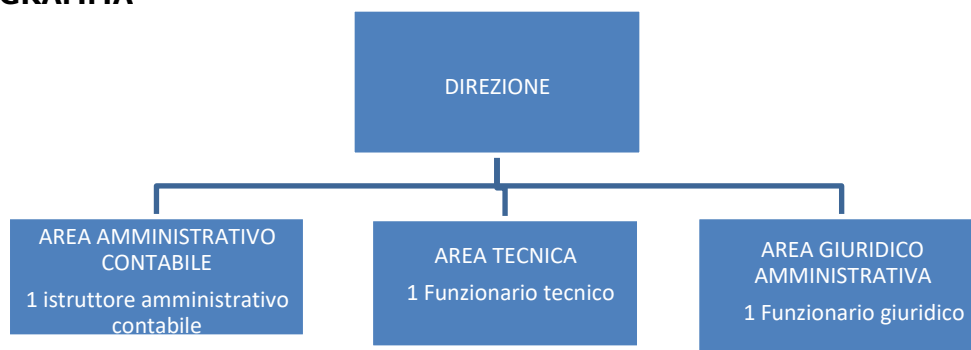 DIREZIONE
AREA AMMINISTRATIVO
CONTABILE
1 istruttore amministrativo
contabile
AREA TECNICA
1 Funzionario tecnico
AREA GIURIDICO
AMMINISTRATIVA
1 Funzionario giuridico